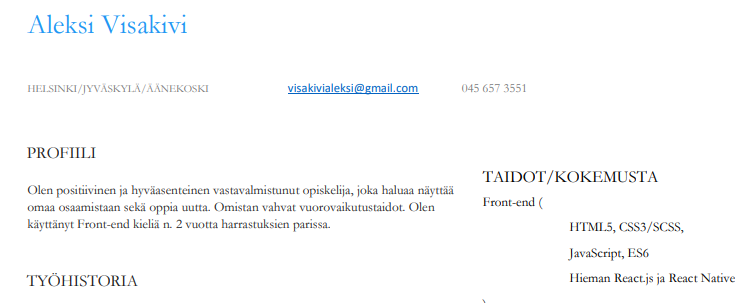 Aleksi Visakivi
HELSINKI/JYVÄSKYLÄ/ÄÄNEKOSKI
visakivialeksi@gmail.com
045 657 3551
PROFIILI
Olen positiivinen ja hyväasenteinen vastavalmistunut opiskelija, joka haluaa näyttää
omaa osaamistaan sekä oppia uutta. Omistan vahvat vuorovaikutustaidot. Olen
käyttänyt Front-end kieliä n. 2 vuotta harrastuksien parissa.
TYÖHISTORIA
TAIDOT/KOKEMUSTA
Front-end (
HTML5, CSS3/SCSS,
JavaScript, ES6
Hieman React.js ja React Native
)